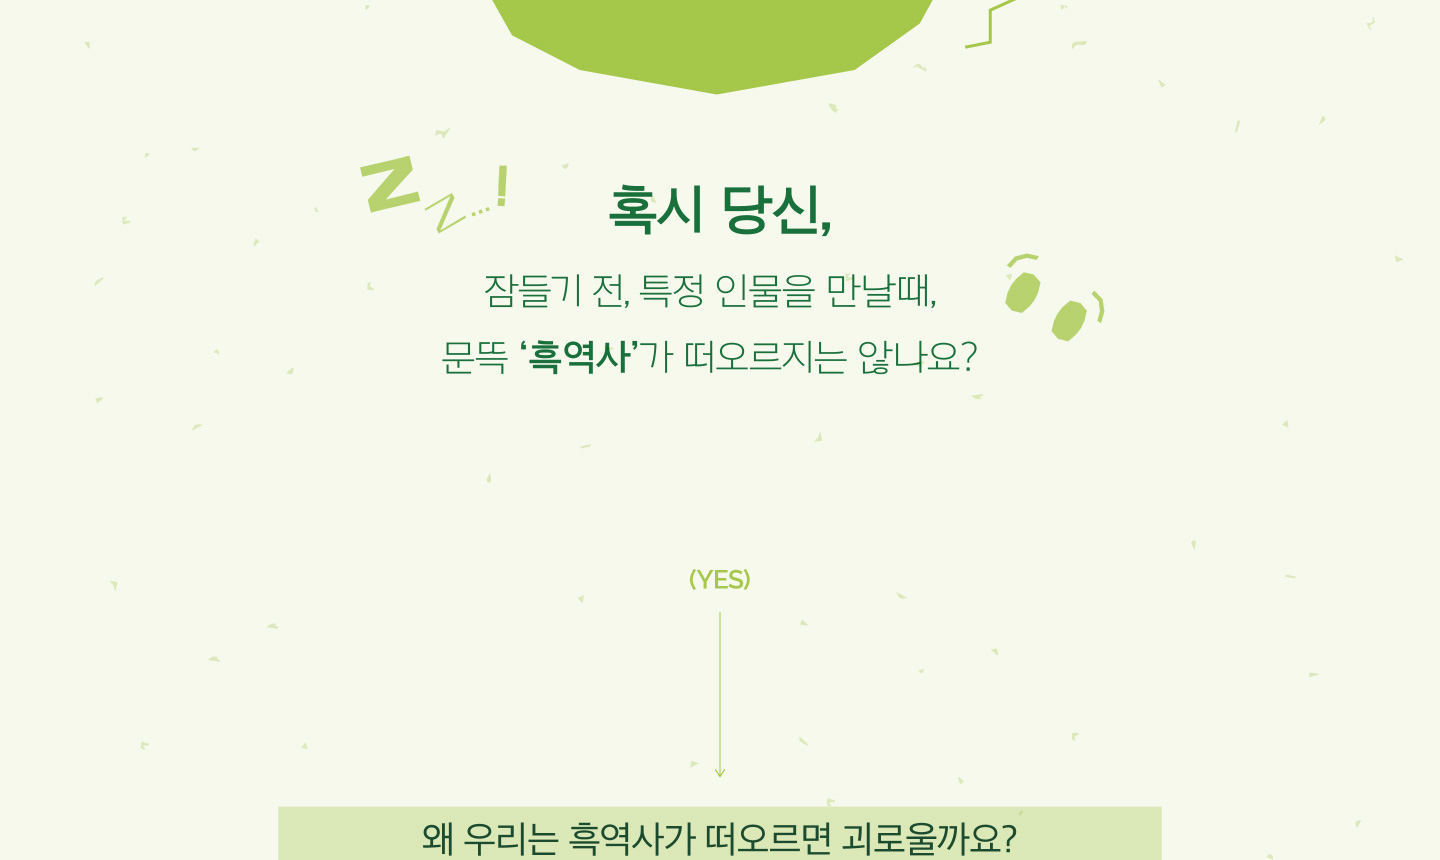 ZZ...!
혹시 당신,
잠들기 전, 특정 인물을 만날때,
문뜩 ‘흑역사’가 떠오르지는 않나요?
(YES)
왜 우리는 흑역사가 떠오르면 괴로울까요?